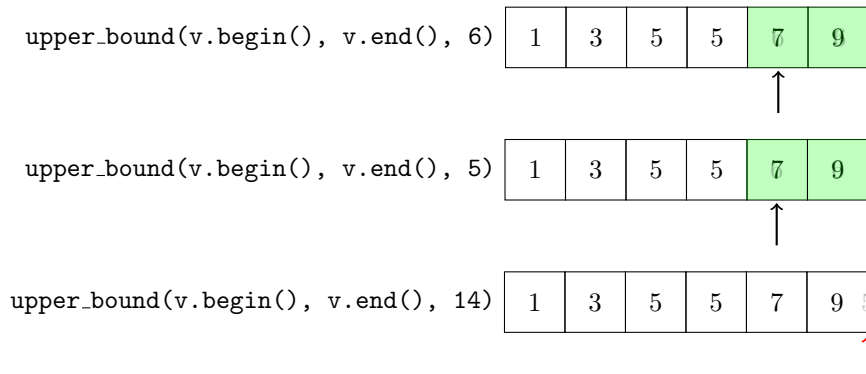 upper_bound(v.begin(), v.end(), 6) 1 3 5 5 7 9
upper_bound(v.begin(), v.end(), 5) 1 3 5 5 7 9
upper_bound(v.begin(), v.end(), 14) 1 3 5 5 7 9